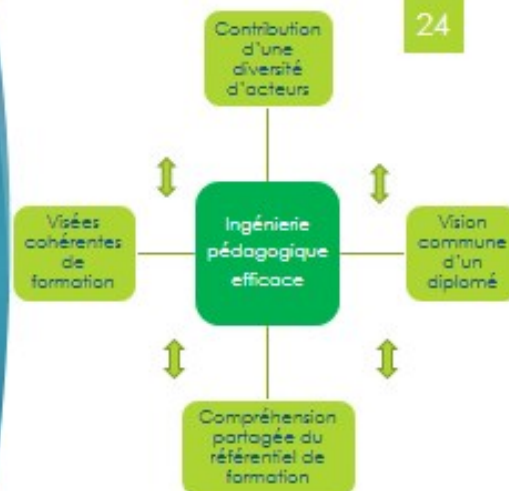 24
Contribution
d'une
diversité
d'acteurs
Visées
cohérentes
de
formation
Ingénierie
pédagogique
efficace
Vision
commune
d'un
diplomé
Compréhension
partagée du
référentiel de
formation